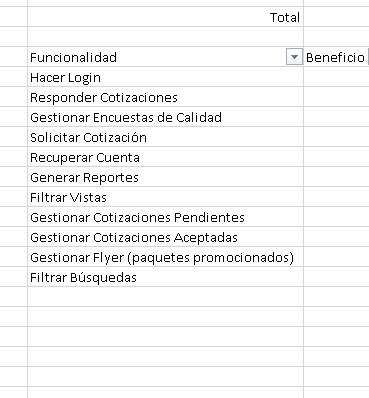 Total
Funcionalidad Beneficio
Hacer Login
Responder Cotizaciones
Gestionar Encuestas de Calidad
Solicitar Cotización
Recuperar Cuenta
Generar Reportes
Filtrar Vistas
Gestionar Cotizaciones Pendientes
Gestionar Cotizaciones Aceptadas
Gestionar Flyer (paquetes promocionados)
Filtrar Búsquedas